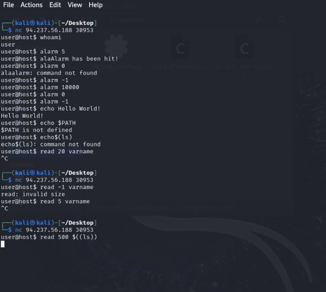 File Actions Edit View Help
┌──(kali㉿kali)-[~/Desktop]
└─$ nc 94.237.56.188 30953
user@host$ whoami
user
user@host$ alarm 5
user@host$ alaAlarm has been hit!
user@host$ alarm 0
alaalarm: command not found
user@host$ alarm -1
user@host$ alarm 10000
user@host$ alarm 0
user@host$ alarm -1
user@host$ echo Hello World!
Hello World!
user@host$ echo $PATH
$PATH is not defined
user@host$ echo$(ls)
echo$(ls): command not found
user@host$ read 20 varname
^C
┌──(kali㉿kali)-[~/Desktop]
└─$ nc 94.237.56.188 30953
user@host$ read -1 varname
read: invalid size
user@host$ read 5 varname
^C
┌──(kali㉿kali)-[~/Desktop]
└─$ nc 94.237.56.188 30953
user@host$ read 500 $((ls))